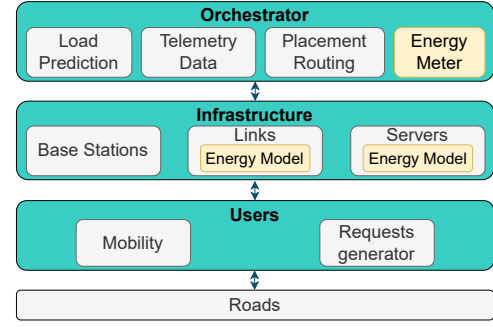 Orchestrator
Load
Prediction
Telemetry
Data
Placement
Routing
Energy
Meter
Infrastructure
Base Stations
Links
Energy Model
Servers
Energy Model
Users
Mobility
Requests
generator
Roads